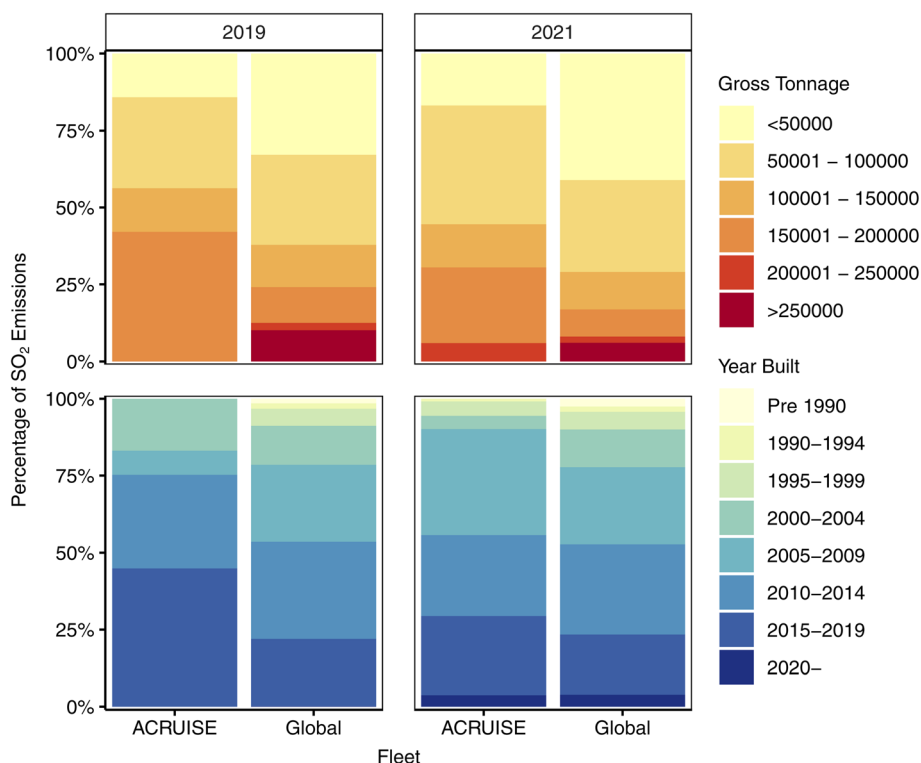 2019
2021
100%
75%
50%
25%
0%
Gross Tonnage
<50000
50001 − 100000
100001 − 150000
150001 − 200000
200001 − 250000
>250000
Percentage of SO₂ Emissions
100%
75%
50%
25%
0%
Year Built
Pre 1990
1990−1994
1995−1999
2000−2004
2005−2009
2010−2014
2015−2019
2020−
ACRUISE
Global
ACRUISE
Global
Fleet